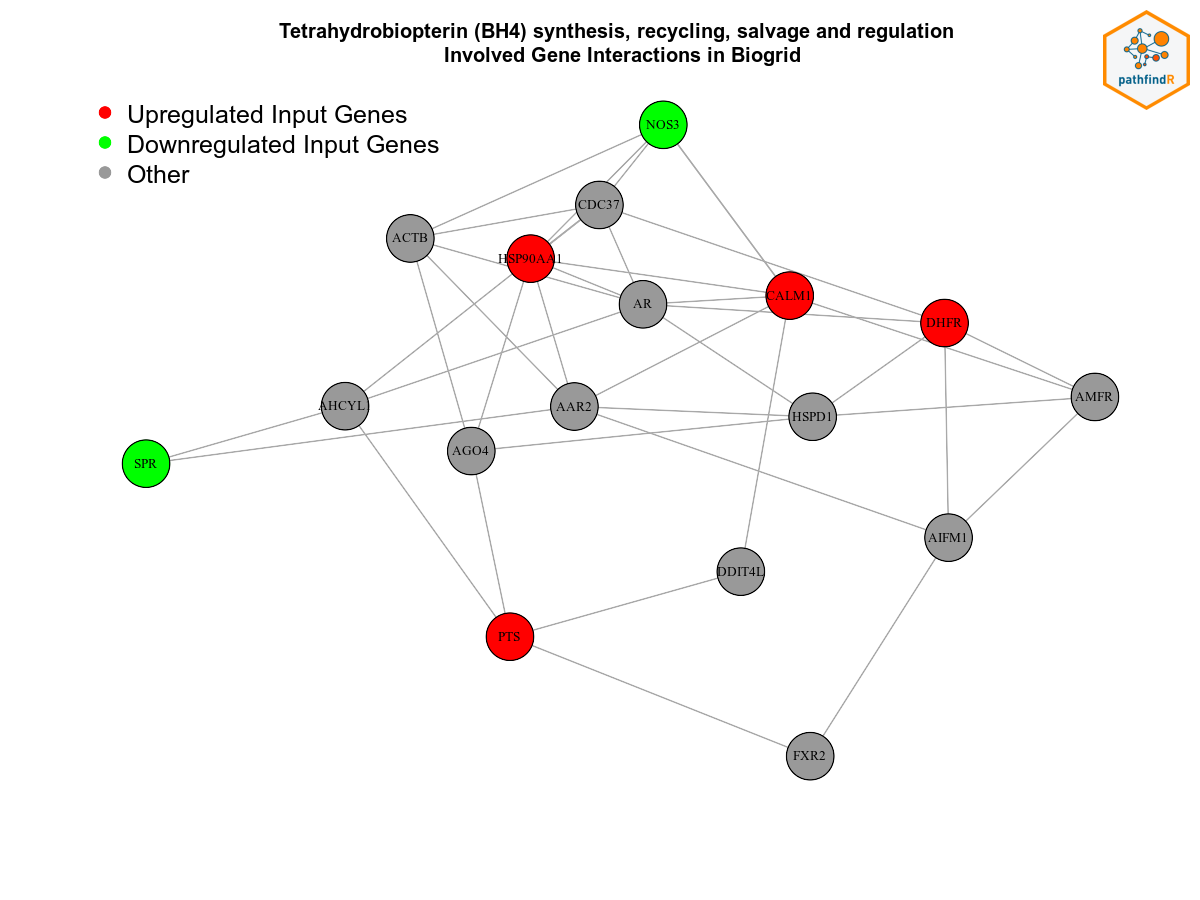 Tetrahydrobiopterin (BH4) synthesis, recycling, salvage and regulation
Involved Gene Interactions in Biogrid
pathfindR
Upregulated Input Genes
Downregulated Input Genes
Other
NOS3
CDC37
ACTB
HSP90AA1
AR
CALM1
DHFR
AHCYL
AAR2
HSPD1
AMFR
AGO4
SPR
AIFM1
DDIT4L
PTS
FXR2